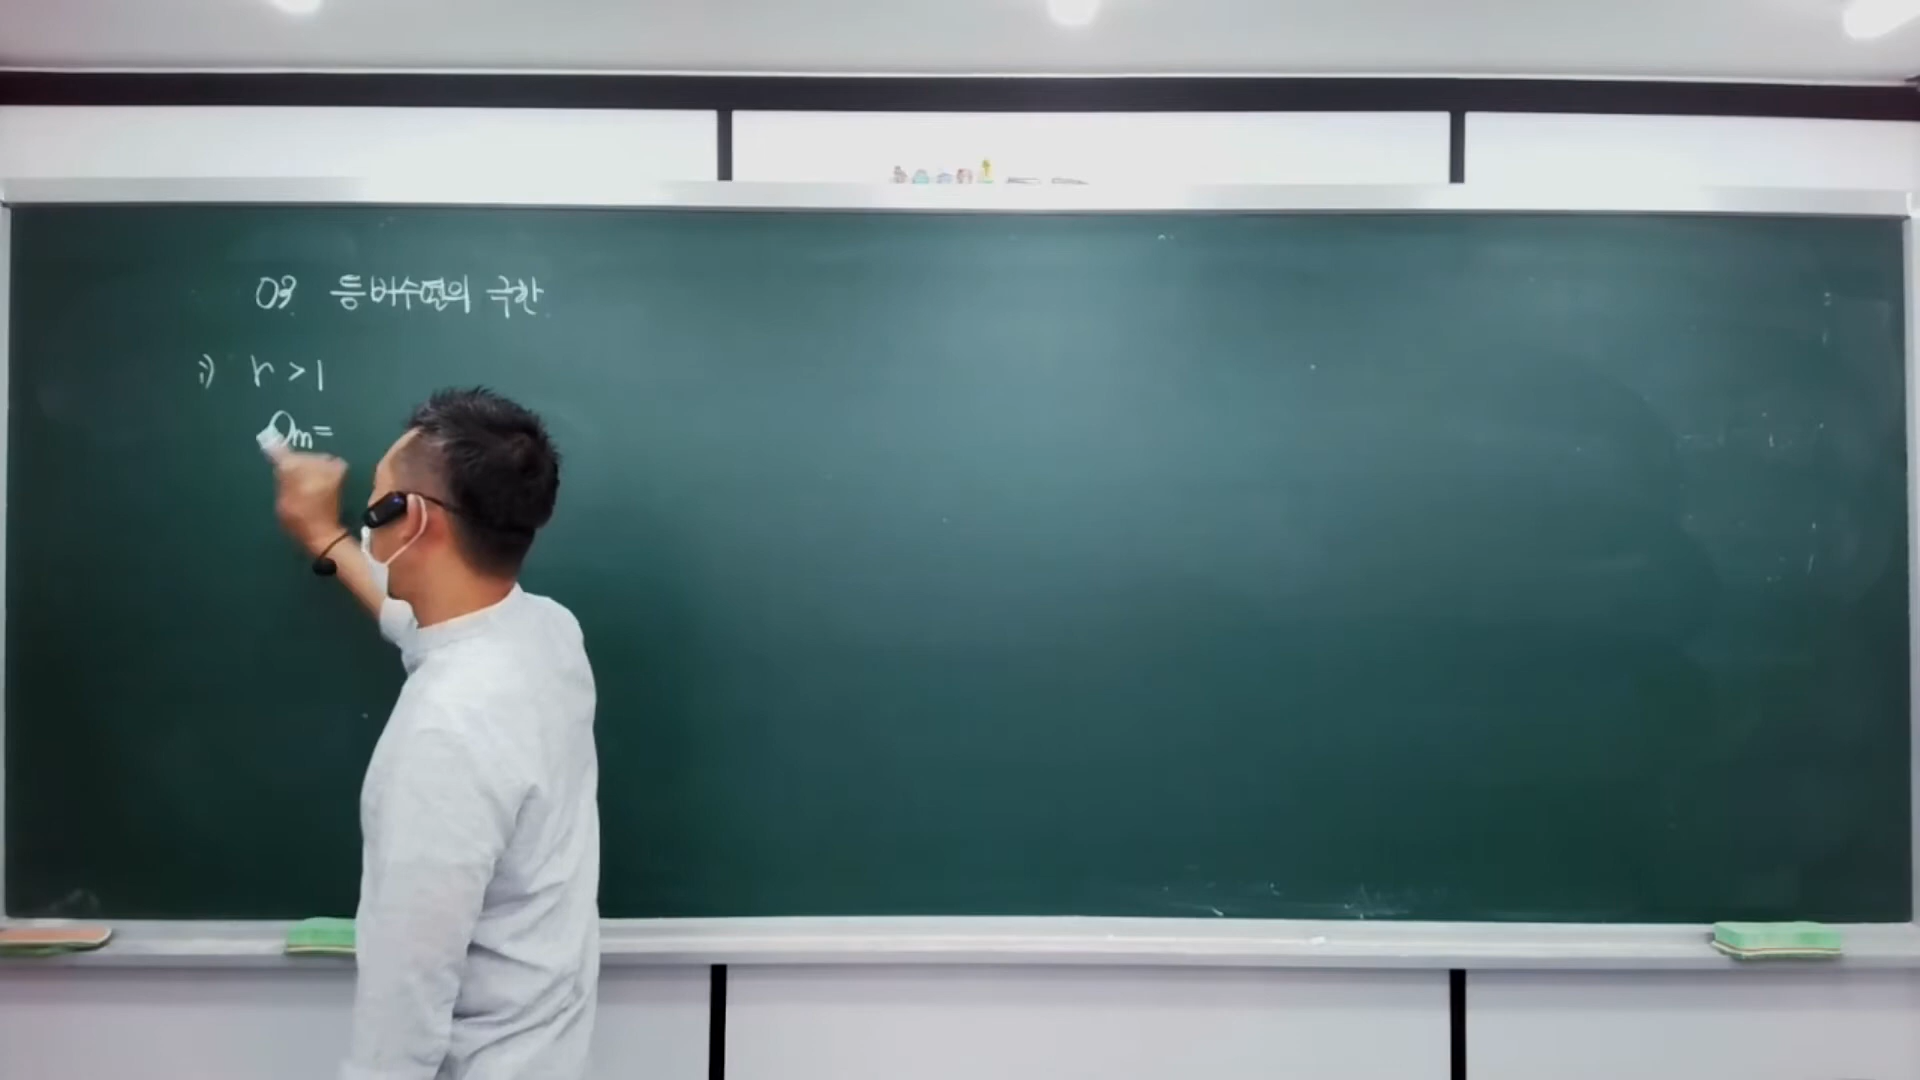 03. 등비수열의 극한
i) r > 1
an =